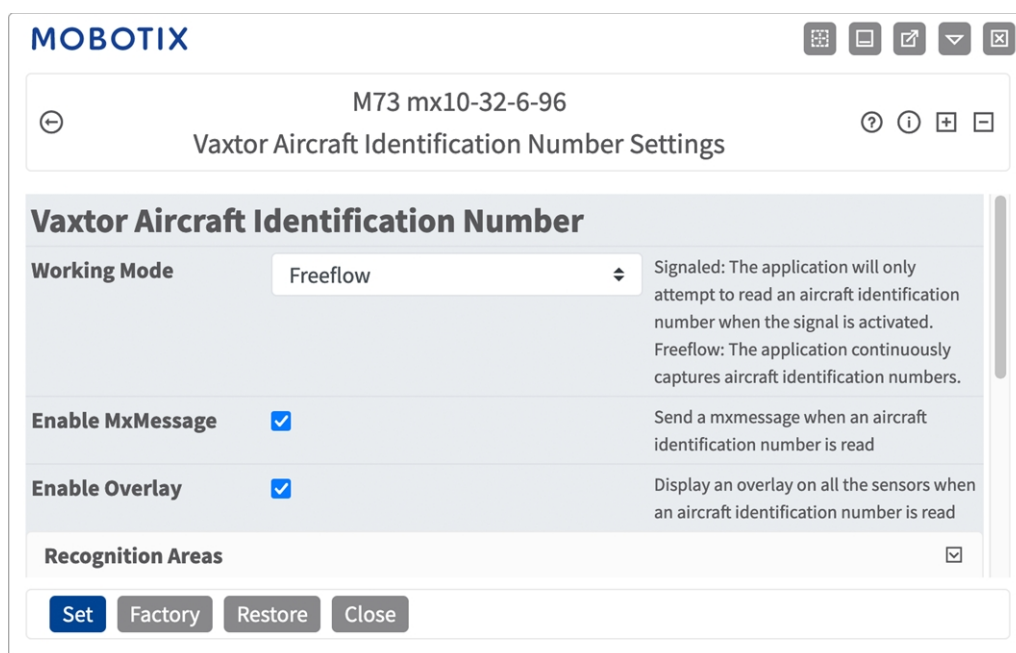 MOBOTIX
M73 mx10-32-6-96
Vaxtor Aircraft Identification Number Settings
Vaxtor Aircraft Identification Number
Working Mode
Freeflow
Signaled: The application will only
attempt to read an aircraft identification
number when the signal is activated.
Freeflow: The application continuously
captures aircraft identification numbers.
Enable MxMessage
Send a mxmessage when an aircraft
identification number is read
Enable Overlay
Display an overlay on all the sensors when
an aircraft identification number is read
Recognition Areas
Set Factory Restore Close